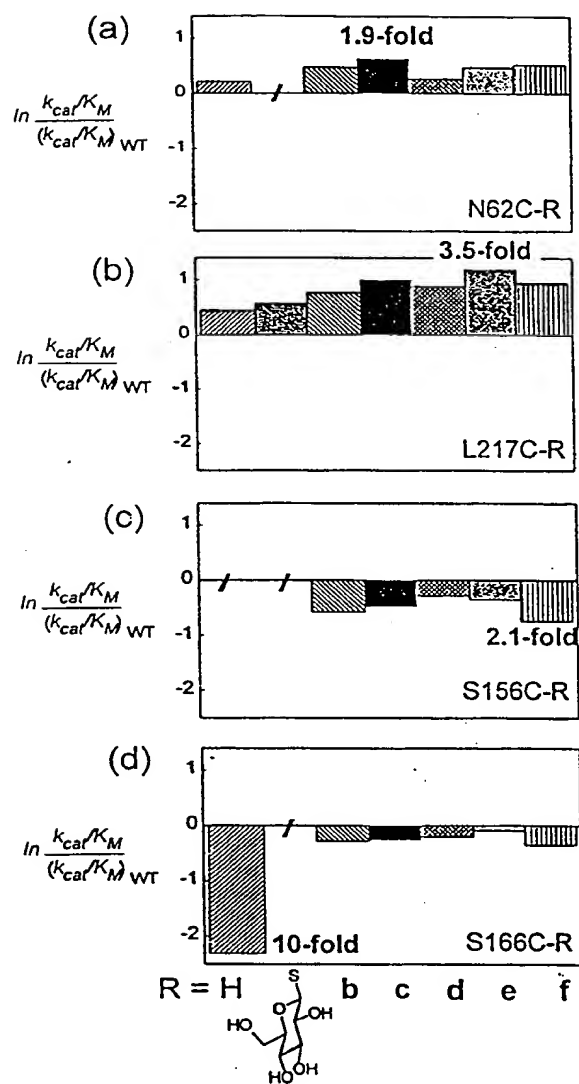 (a)
1.9-fold
1
0
-1
-2
ln kcat/KM
(kcat/KM)WT
N62C-R
(b)
3.5-fold
1
0
-1
-2
ln kcat/KM
(kcat/KM)WT
L217C-R
(c)
1
0
-1
-2
ln kcat/KM
(kcat/KM)WT
2.1-fold
S156C-R
(d)
1
0
-1
-2
ln kcat/KM
(kcat/KM)WT
10-fold
S166C-R
R = H b c d e f
S
O
OH
HO
HO
OH